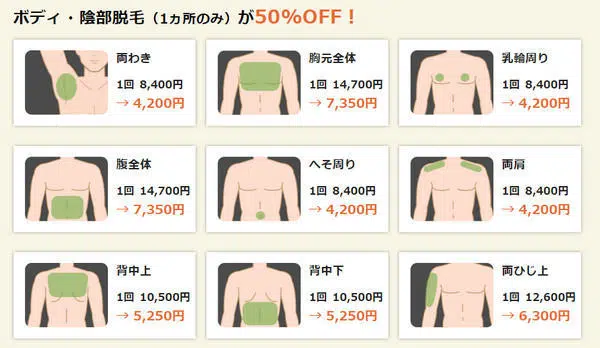 ボディ・陰部脱毛（1ヵ所のみ）が50%OFF！
両わき
1回 8,400円
→ 4,200円
胸元全体
1回 14,700円
→ 7,350円
乳輪周り
1回 8,400円
→ 4,200円
腹全体
1回 14,700円
→ 7,350円
へそ周り
1回 8,400円
→ 4,200円
両肩
1回 8,400円
→ 4,200円
背中上
1回 10,500円
→ 5,250円
背中下
1回 10,500円
→ 5,250円
両ひじ上
1回 12,600円
→ 6,300円